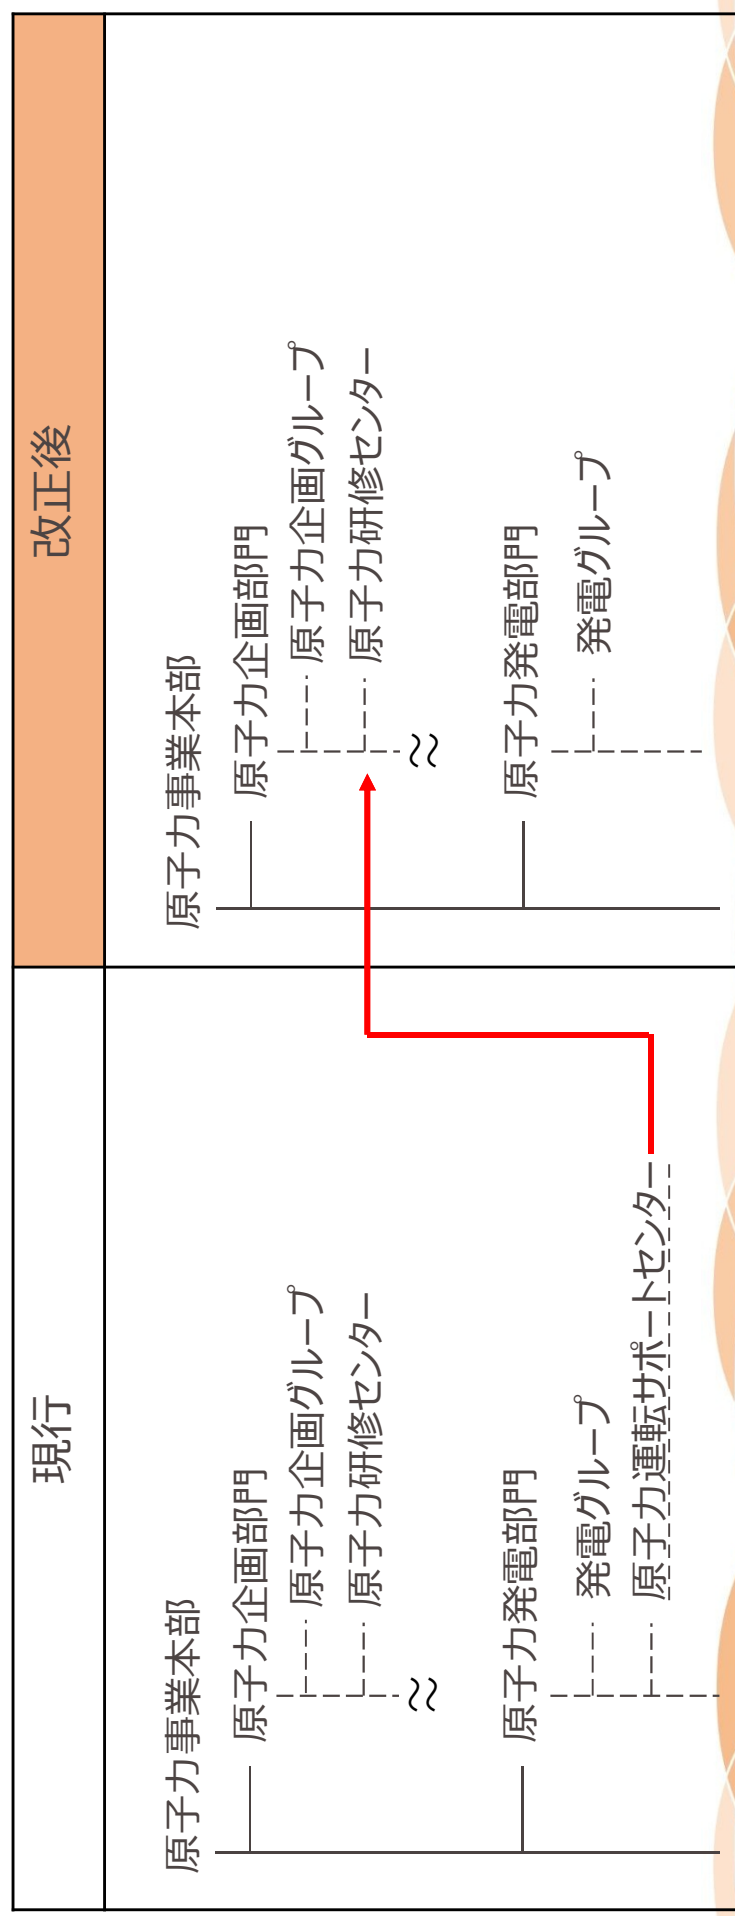 現行
改正後
原子力事業本部
原子力企画部門
原子力企画グループ
原子力研修センター
原子力発電部門
発電グループ
原子力運転サポートセンター
原子力事業本部
原子力企画部門
原子力企画グループ
原子力研修センター
原子力発電部門
発電グループ